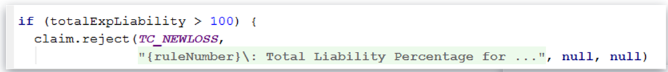 if (totalExpLiability > 100) {
claim.reject(TC_NEWLOSS,
"{ruleNumber}\: Total Liability Percentage for ...", null, null)